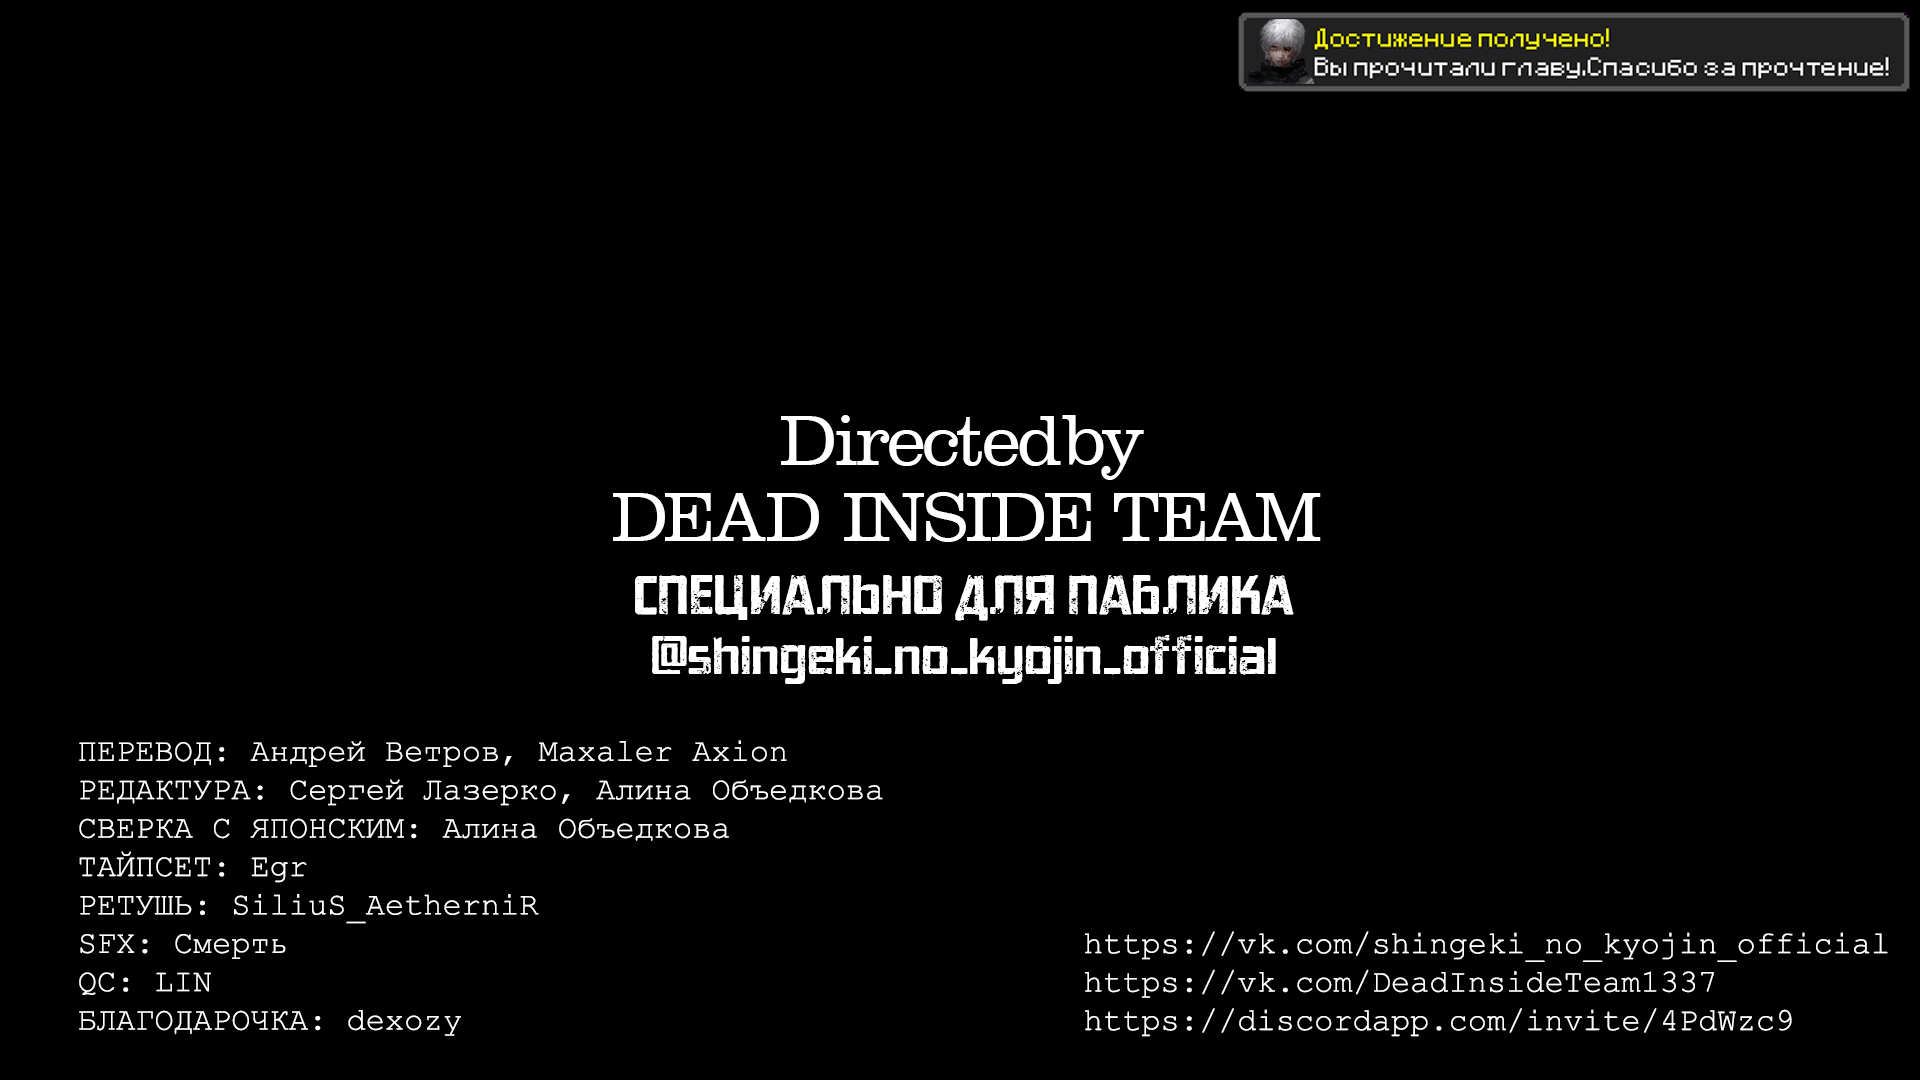 Достижение получено!
Вы прочитали главу.Спасибо за прочтение!
Directed by
DEAD INSIDE TEAM
СПЕЦИАЛЬНО ДЛЯ ПАБЛИКА
@shingeki_no_kyojin_official
ПЕРЕВОД: Андрей Ветров, Maxaler Axion
РЕДАКТУРА: Сергей Лазерко, Алина Объедкова
СВЕРКА С ЯПОНСКИМ: Алина Объедкова
ТАЙПСЕТ: Egr
РЕТУШЬ: SiliuS_AetherniR
SFX: Смерть
QC: LIN
БЛАГОДАРОЧКА: dexozy
https://vk.com/shingeki_no_kyojin_official
https://vk.com/DeadInsideTeam1337
https://discordapp.com/invite/4PdWzc9